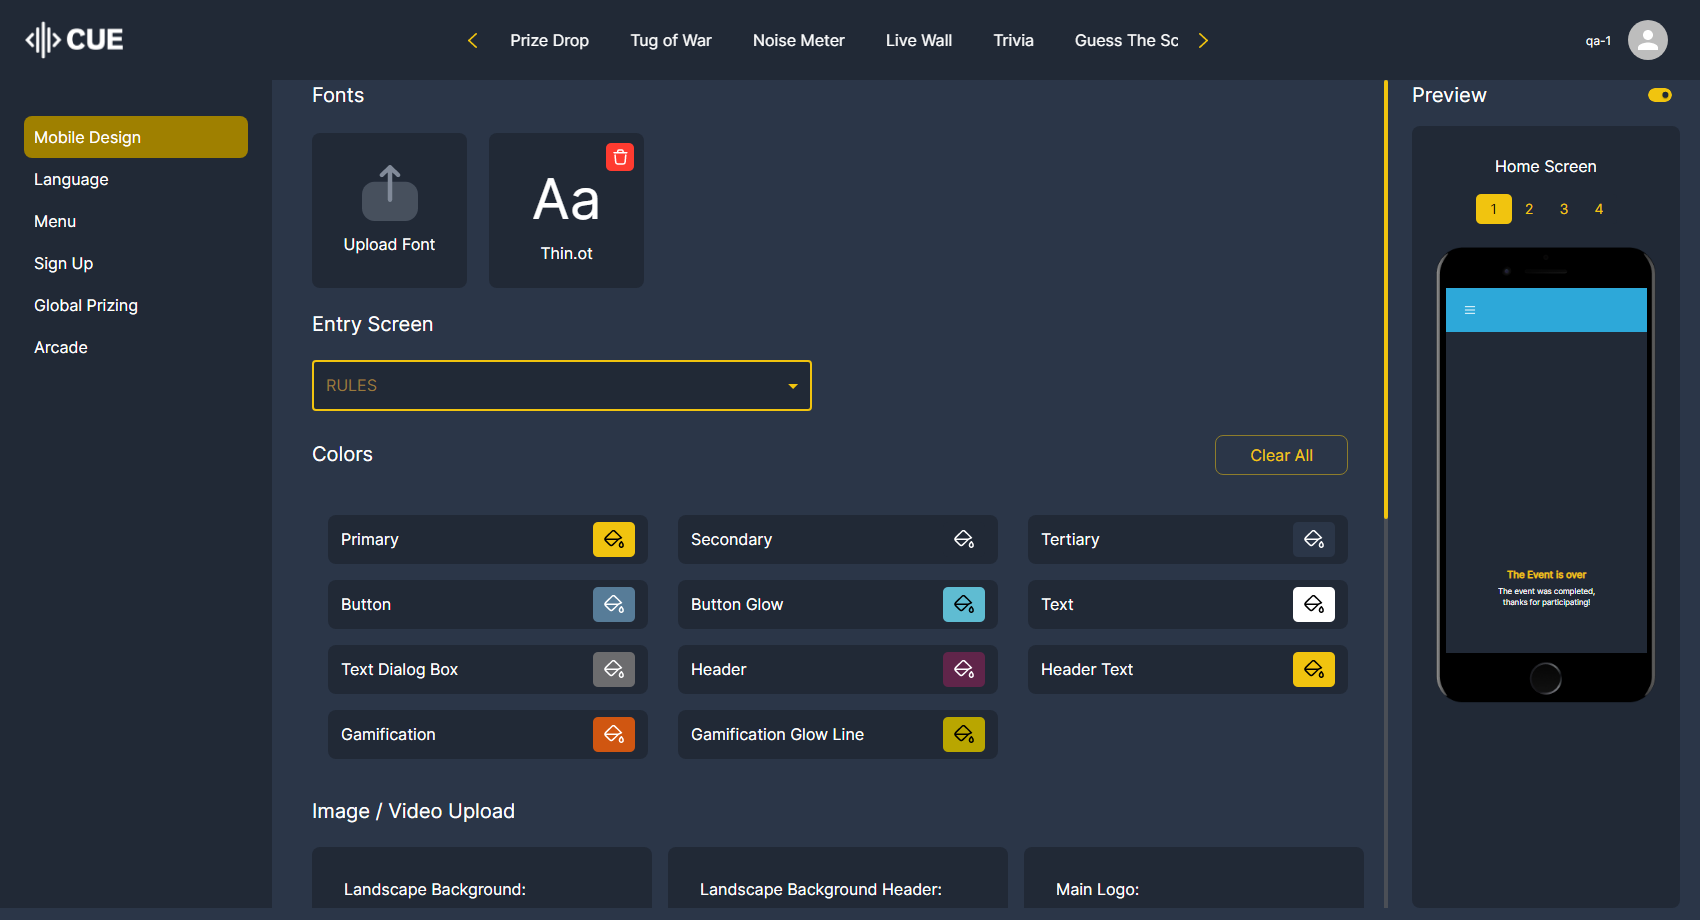 CUE
Prize Drop
Tug of War
Noise Meter
Live Wall
Trivia
Guess The Sc
qa-1
Mobile Design
Language
Menu
Sign Up
Global Prizing
Arcade
Fonts
Upload Font
Aa
Thin.ot
Entry Screen
RULES
Colors
Clear All
Primary
Secondary
Tertiary
Button
Button Glow
Text
Text Dialog Box
Header
Header Text
Gamification
Gamification Glow Line
Image / Video Upload
Landscape Background:
Landscape Background Header:
Main Logo:
Preview
Home Screen
1 2 3 4
The Event is over
The event was completed,
thanks for participating!